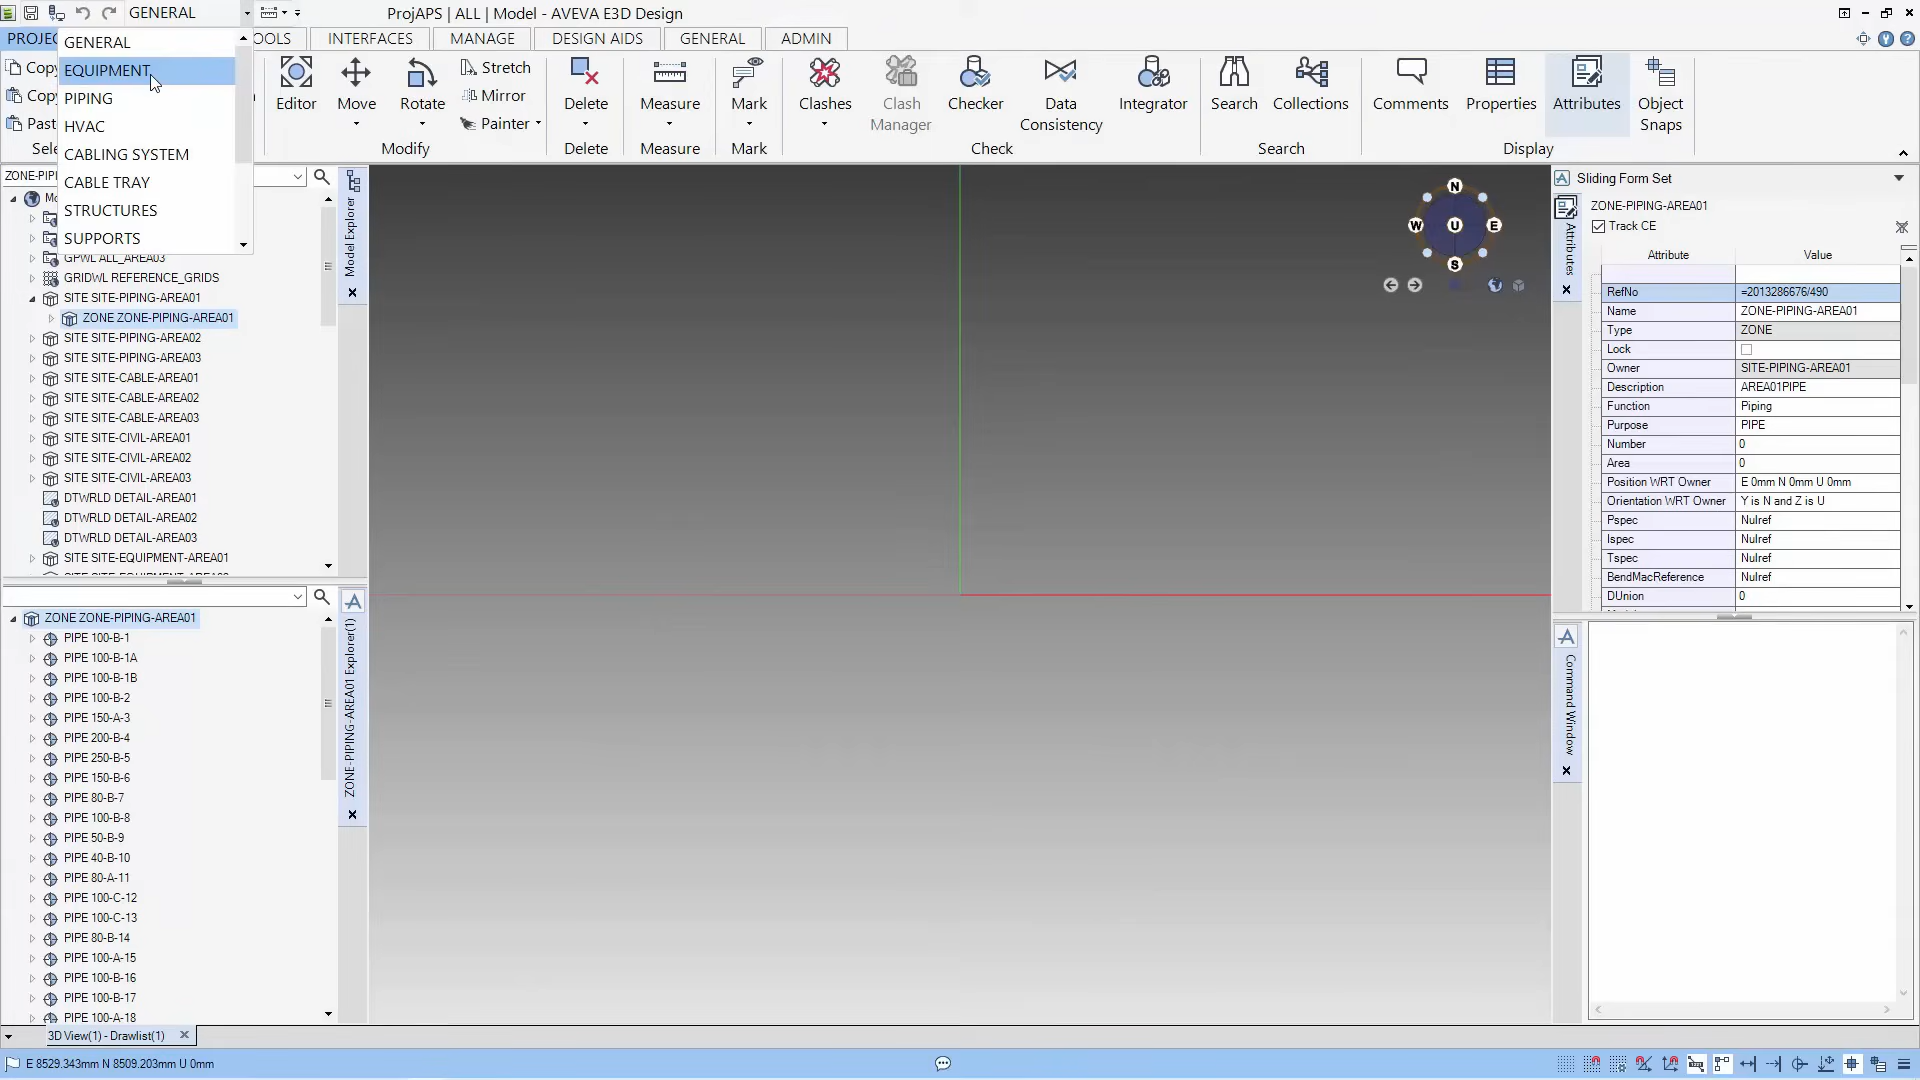 GENERAL
ProjAPS | ALL | Model - AVEVA E3D Design
PROJEC
OOLS
INTERFACES
MANAGE
DESIGN AIDS
GENERAL
ADMIN
GENERAL
EQUIPMENT
PIPING
HVAC
CABLING SYSTEM
CABLE TRAY
STRUCTURES
SUPPORTS
Copy
Copy
Paste
Sele
Editor
Move
Rotate
Stretch
Mirror
Painter
Modify
Delete
Delete
Measure
Measure
Mark
Mark
Clashes
Clash
Manager
Checker
Data
Consistency
Integrator
Check
Search
Collections
Search
Comments
Properties
Attributes
Object
Snaps
Display
ZONE-PIPI
GPWL ALL_AREA03
GRIDWL REFERENCE_GRIDS
SITE SITE-PIPING-AREA01
ZONE ZONE-PIPING-AREA01
SITE SITE-PIPING-AREA02
SITE SITE-PIPING-AREA03
SITE SITE-CABLE-AREA01
SITE SITE-CABLE-AREA02
SITE SITE-CABLE-AREA03
SITE SITE-CIVIL-AREA01
SITE SITE-CIVIL-AREA02
SITE SITE-CIVIL-AREA03
DTWRLD DETAIL-AREA01
DTWRLD DETAIL-AREA02
DTWRLD DETAIL-AREA03
SITE SITE-EQUIPMENT-AREA01
Model Explorer
ZONE ZONE-PIPING-AREA01
PIPE 100-B-1
PIPE 100-B-1A
PIPE 100-B-1B
PIPE 100-B-2
PIPE 150-A-3
PIPE 200-B-4
PIPE 250-B-5
PIPE 150-B-6
PIPE 80-B-7
PIPE 100-B-8
PIPE 50-B-9
PIPE 40-B-10
PIPE 80-A-11
PIPE 100-C-12
PIPE 100-C-13
PIPE 80-B-14
PIPE 100-A-15
PIPE 100-B-16
PIPE 100-B-17
PIPE 100-A-18
ZONE-PIPING-AREA01 Explorer(1)
N
W U E
S
Sliding Form Set
Attributes
ZONE-PIPING-AREA01
Track CE
Attribute Value
RefNo =2013286676/490
Name ZONE-PIPING-AREA01
Type ZONE
Lock
Owner SITE-PIPING-AREA01
Description AREA01PIPE
Function Piping
Purpose PIPE
Number 0
Area 0
Position WRT Owner E 0mm N 0mm U 0mm
Orientation WRT Owner Y is N and Z is U
Pspec Nulref
Ispec Nulref
Tspec Nulref
BendMacReference Nulref
DUnion 0
Command Window
3D View(1) - Drawlist(1)
E 8529.343mm N 8509.203mm U 0mm